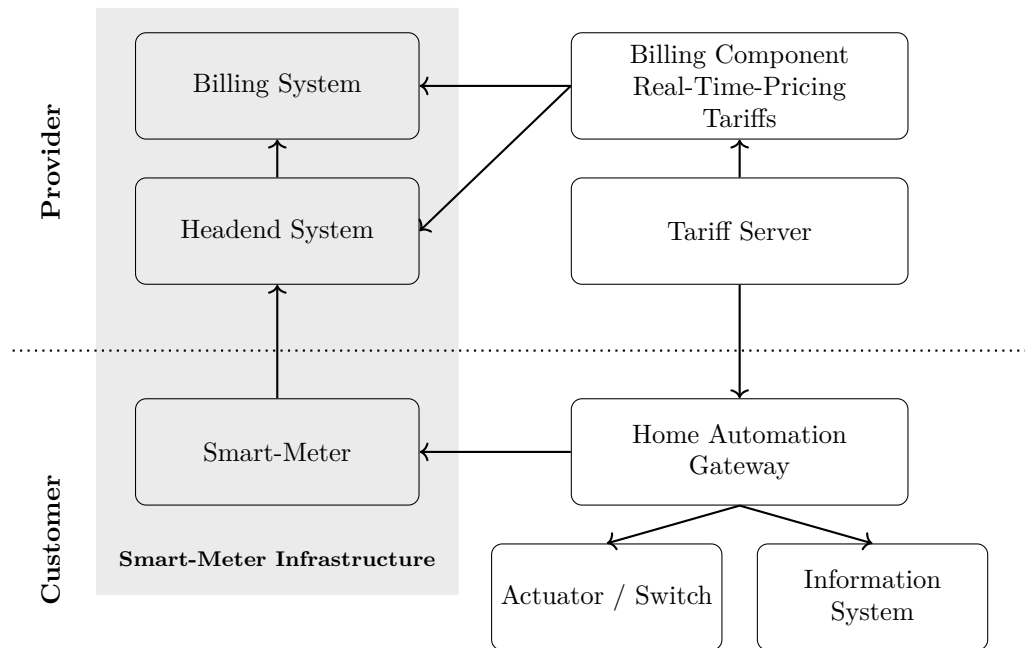 Provider
Billing System
Billing Component
Real-Time-Pricing
Tariffs
Headend System
Tariff Server
Customer
Smart-Meter
Home Automation
Gateway
Smart-Meter Infrastructure
Actuator / Switch
Information
System